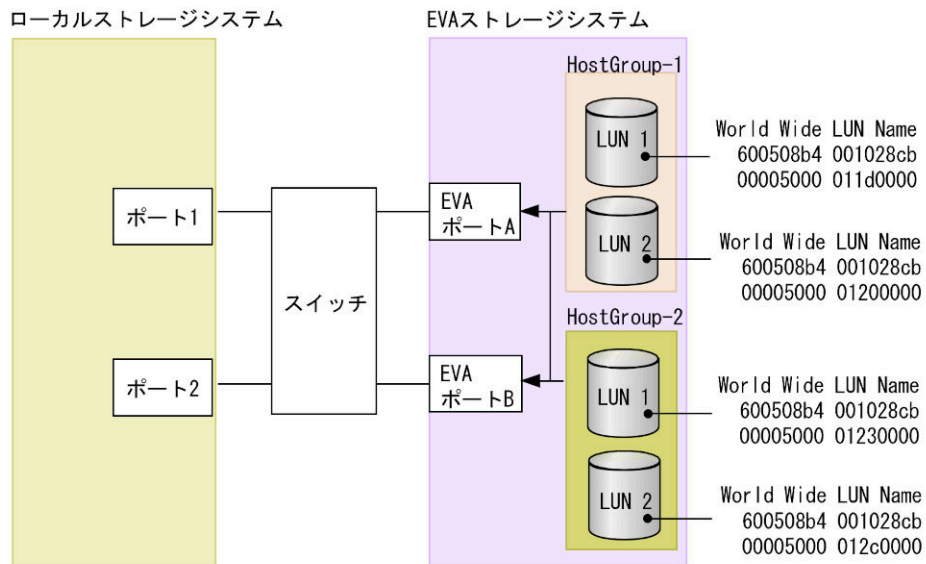 ローカルストレージシステム
EVAストレージシステム
HostGroup-1
LUN 1
World Wide LUN Name
600508b4 001028cb
00005000 011d0000
ポート1
EVA
ポートA
LUN 2
World Wide LUN Name
600508b4 001028cb
00005000 01200000
スイッチ
HostGroup-2
ポート2
EVA
ポートB
LUN 1
World Wide LUN Name
600508b4 001028cb
00005000 01230000
LUN 2
World Wide LUN Name
600508b4 001028cb
00005000 012c0000